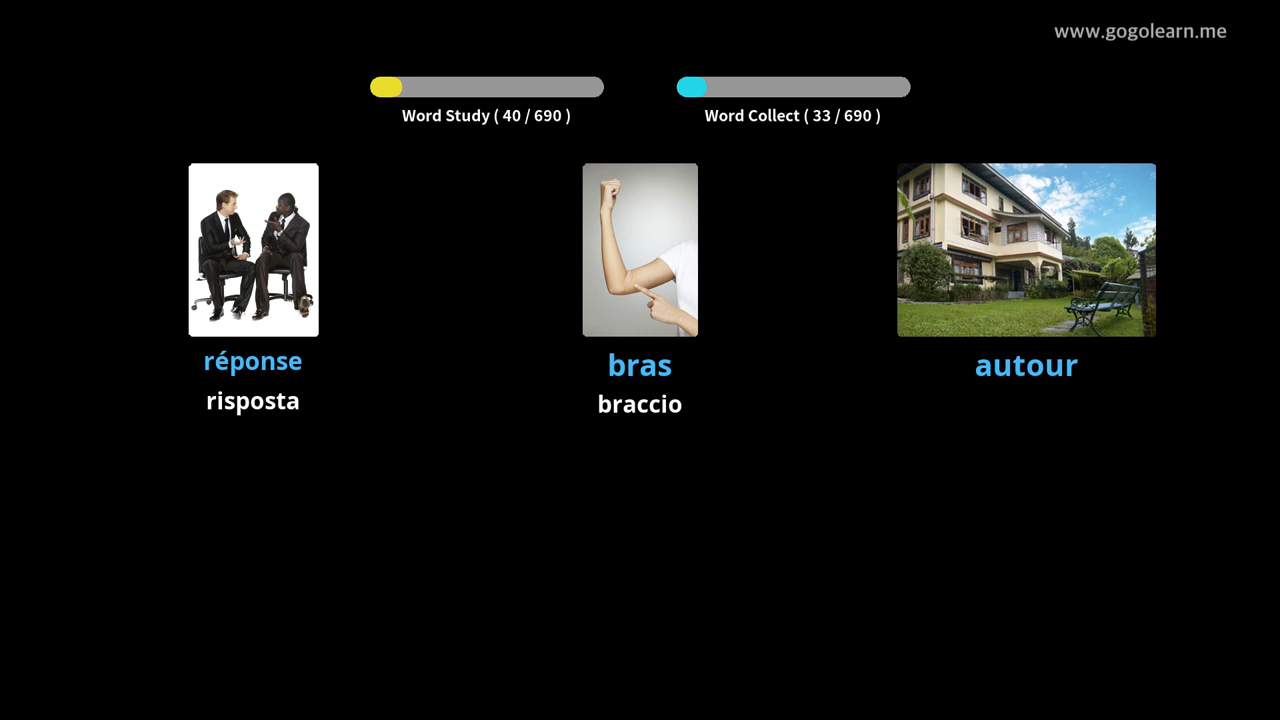 www.gogolearn.me
Word Study ( 40 / 690 )
Word Collect ( 33 / 690 )
réponse
risposta
bras
braccio
autour